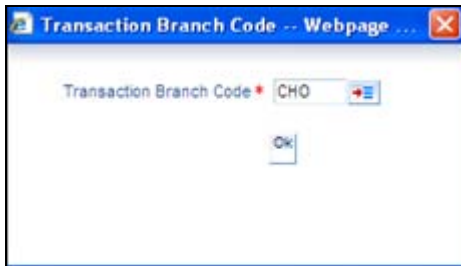 Transaction Branch Code -- Webpage ...
Transaction Branch Code * CHO
Ok